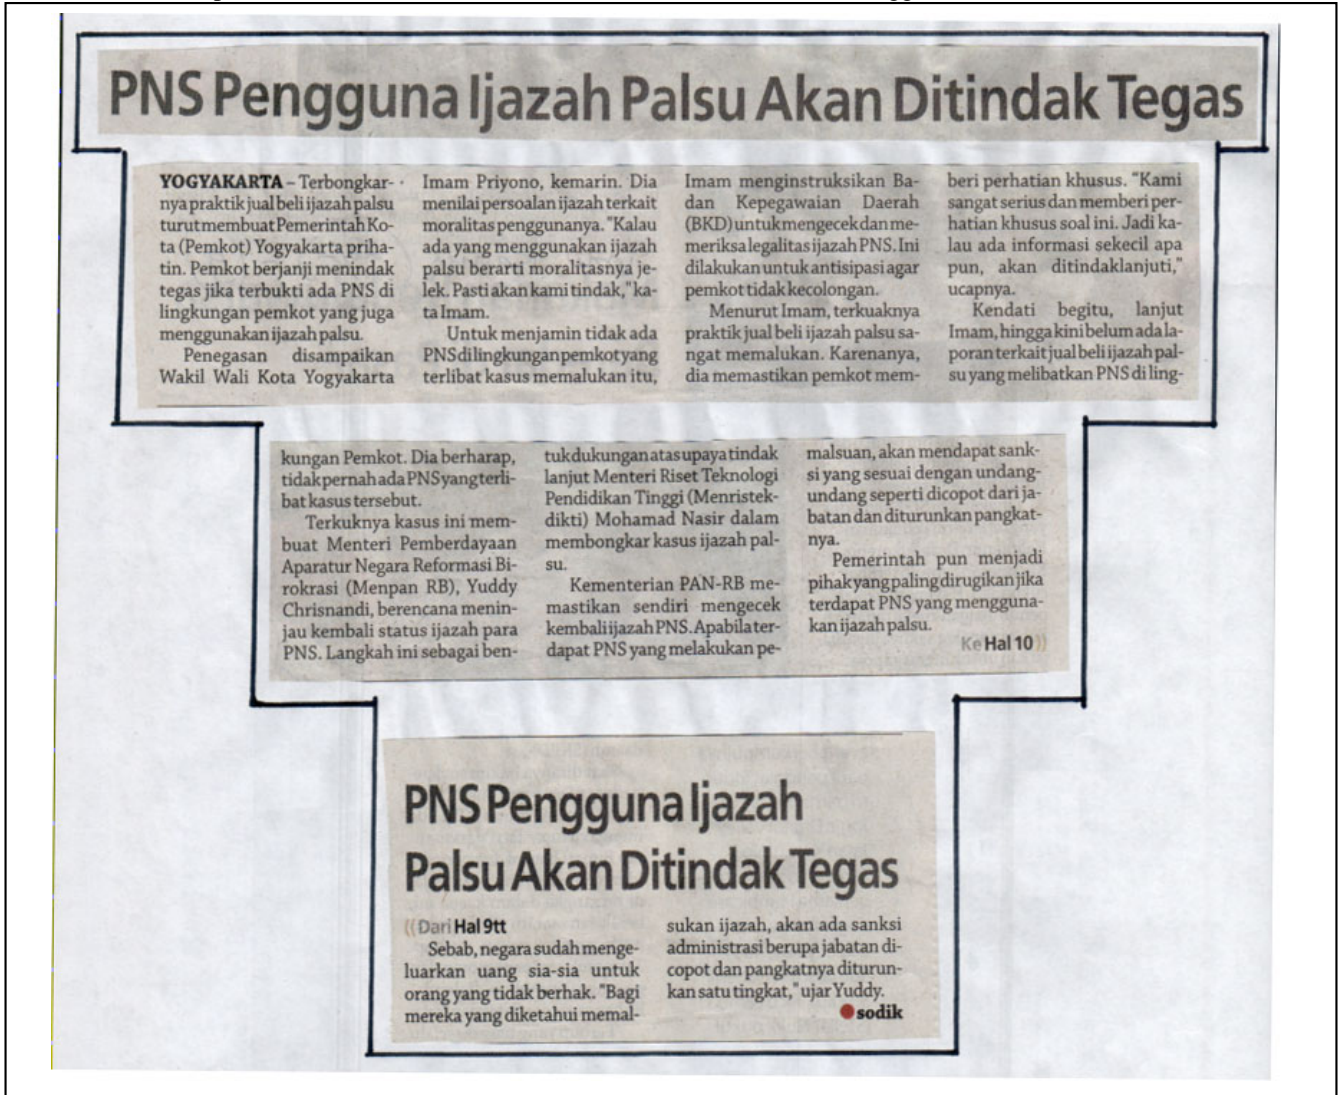 PNS Pengguna Ijazah Palsu Akan Ditindak Tegas
YOGYAKARTA – Terbongkar-
nya praktik jual beli ijazah palsu
turut membuat Pemerintah Ko-
ta (Pemkot) Yogyakarta priha-
tin. Pemkot berjanji menindak
tegas jika terbukti ada PNS di
lingkungan pemkot yang juga
menggunakan ijazah palsu.
Penegasan disampaikan
Wakil Wali Kota Yogyakarta
Imam Priyono, kemarin. Dia
menilai persoalan ijazah terkait
moralitas penggunanya. "Kalau
ada yang menggunakan ijazah
palsu berarti moralitasnya je-
lek. Pasti akan kami tindak," ka-
ta Imam.
Untuk menjamin tidak ada
PNS di lingkungan pemkot yang
terlibat kasus memalukan itu,
Imam menginstruksikan Ba-
dan Kepegawaian Daerah
(BKD) untuk mengecek dan me-
meriksa legalitas ijazah PNS. Ini
dilakukan untuk antisipasi agar
pemkot tidak kecolongan.
Menurut Imam, terkuaknya
praktik jual beli ijazah palsu sa-
ngat memalukan. Karenanya,
dia memastikan pemkot mem-
beri perhatian khusus. "Kami
sangat serius dan memberi per-
hatian khusus soal ini. Jadi ka-
lau ada informasi sekecil apa
pun, akan ditindaklanjuti,"
ucapnya.
Kendati begitu, lanjut
Imam, hingga kini belum ada la-
poran terkait jual beli ijazah pal-
su yang melibatkan PNS di ling-
kungan Pemkot. Dia berharap,
tidak pernah ada PNS yang terli-
bat kasus tersebut.
Terkuknya kasus ini mem-
buat Menteri Pemberdayaan
Aparatur Negara Reformasi Bi-
rokrasi (Menpan RB), Yuddy
Chrisnandi, berencana menin-
jau kembali status ijazah para
PNS. Langkah ini sebagai ben-
tuk dukungan atas upaya tindak
lanjut Menteri Riset Teknologi
Pendidikan Tinggi (Menristek-
dikti) Mohamad Nasir dalam
membongkar kasus ijazah pal-
su.
Kementerian PAN-RB me-
mastikan sendiri mengecek
kembali ijazah PNS. Apabila ter-
dapat PNS yang melakukan pe-
malsuan, akan mendapat sank-
si yang sesuai dengan undang-
undang seperti dicopot dari ja-
batan dan diturunkan pangkat-
nya.
Pemerintah pun menjadi
pihak yang paling dirugikan jika
terdapat PNS yang mengguna-
kan ijazah palsu.
Ke Hal 10 ))
PNS Pengguna Ijazah
Palsu Akan Ditindak Tegas
((Dari Hal 9tt
Sebab, negara sudah menge-
luarkan uang sia-sia untuk
orang yang tidak berhak. "Bagi
mereka yang diketahui memal-
sukan ijazah, akan ada sanksi
administrasi berupa jabatan di-
copot dan pangkatnya diturun-
kan satu tingkat," ujar Yuddy.
●sodik